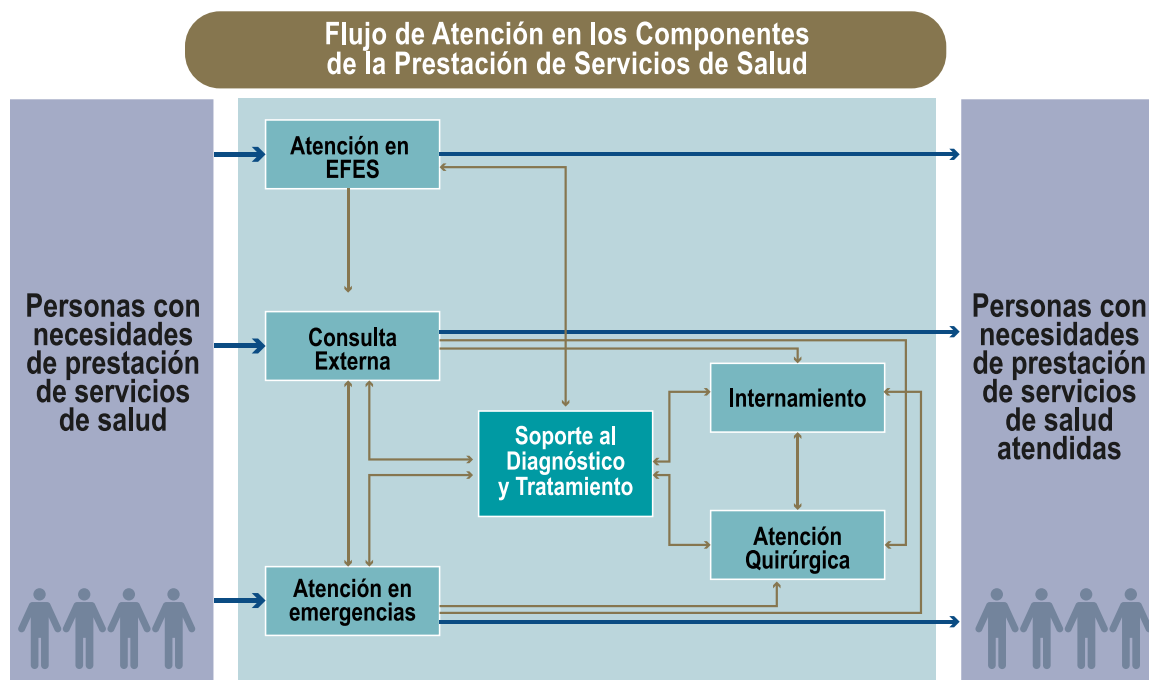 Flujo de Atención en los Componentes
de la Prestación de Servicios de Salud
Personas con
necesidades
de prestación
de servicios
de salud
Atención en
EFES
Consulta
Externa
Soporte al
Diagnóstico
y Tratamiento
Internamiento
Atención
Quirúrgica
Atención en
emergencias
Personas con
necesidades
de prestación
de servicios
de salud
atendidas